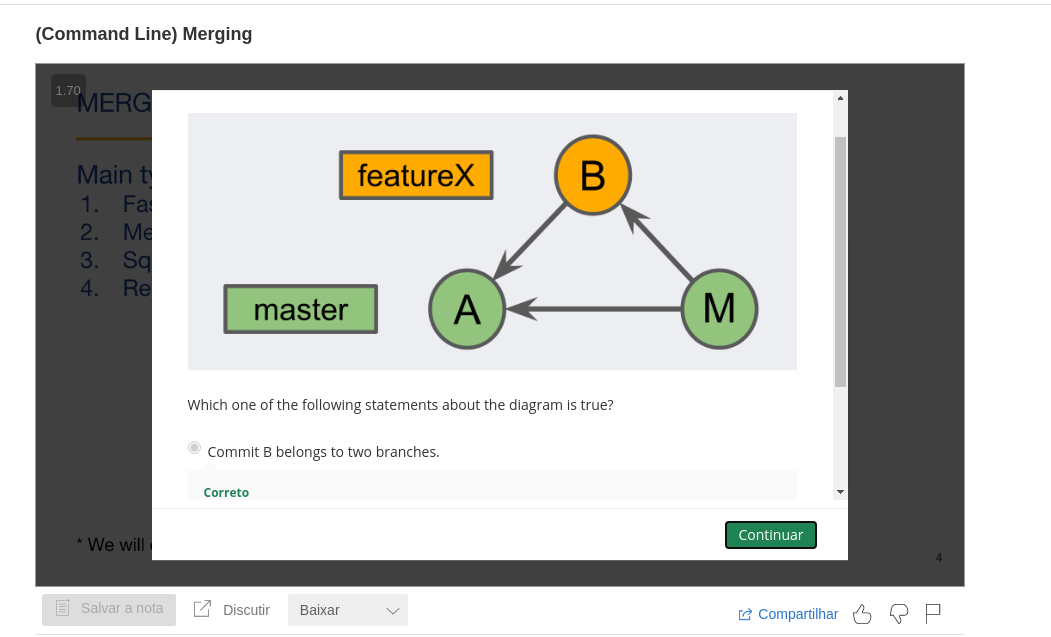 (Command Line) Merging
1.70
MERG
Main ty
1. Fas
2. Me
3. Sq
4. Re
featureX
B
master
A
M
Which one of the following statements about the diagram is true?
Commit B belongs to two branches.
Correto
* We will
Continuar
4
Salvar a nota
Discutir
Baixar
Compartilhar